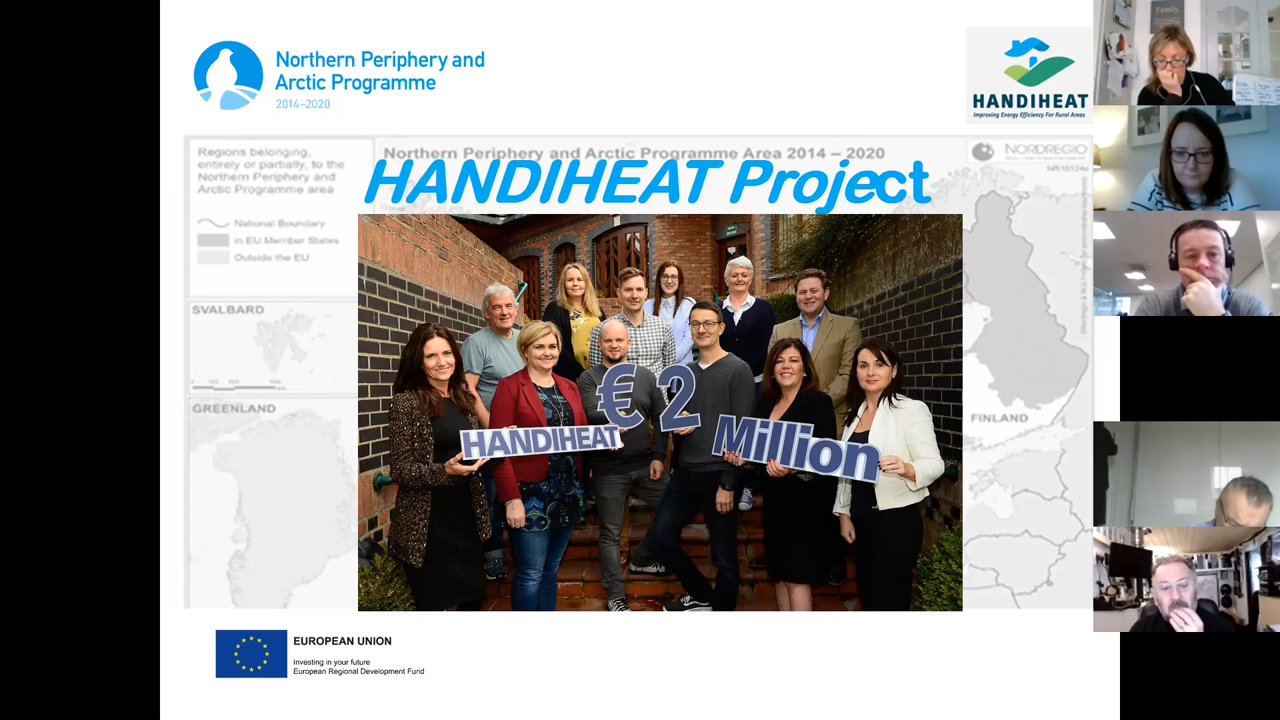 Northern Periphery and
Arctic Programme
2014–2020
HANDIHEAT
Improving Energy Efficiency For Rural Areas
Regions belonging,
entirely or partially, to the
Northern Periphery and
Arctic Programme area
Northern Periphery and Arctic Programme Area 2014 – 2020
NORDREGIO
HANDIHEAT Project
National Boundary
in EU Member States
Outside the EU
SVALBARD
GREENLAND
FINLAND
€ 2
HANDIHEAT
Million
EUROPEAN UNION
Investing in your future
European Regional Development Fund
Family.